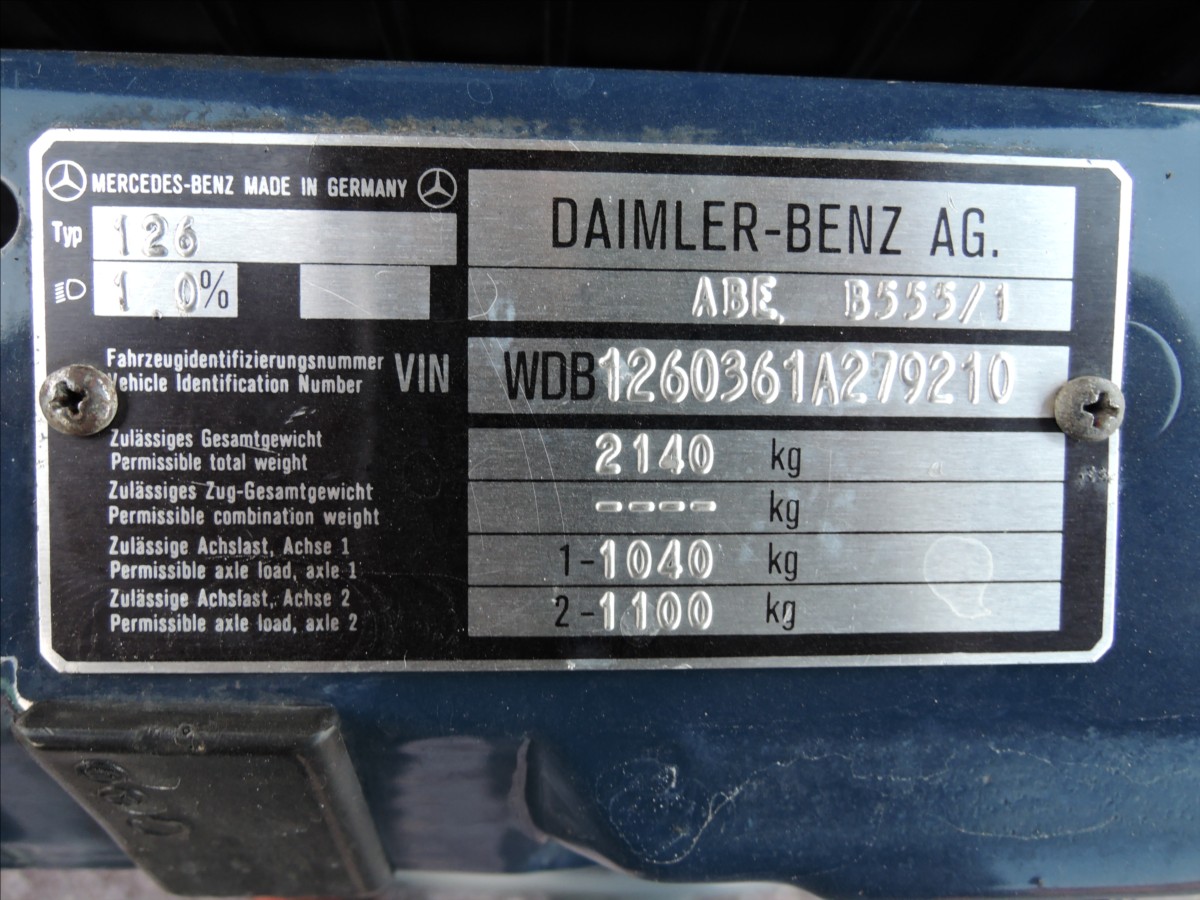 MERCEDES-BENZ MADE IN GERMANY
Typ 126
1.0%
DAIMLER-BENZ AG.
ABE, B555/1
Fahrzeugidentifizierungsnummer
Vehicle Identification Number
VIN WDB1260361A279210
Zulässiges Gesamtgewicht
Permissible total weight
2140 kg
Zulässiges Zug-Gesamtgewicht
Permissible combination weight
---- kg
Zulässige Achslast, Achse 1
Permissible axle load, axle 1
1-1040 kg
Zulässige Achslast, Achse 2
Permissible axle load, axle 2
2-1100 kg